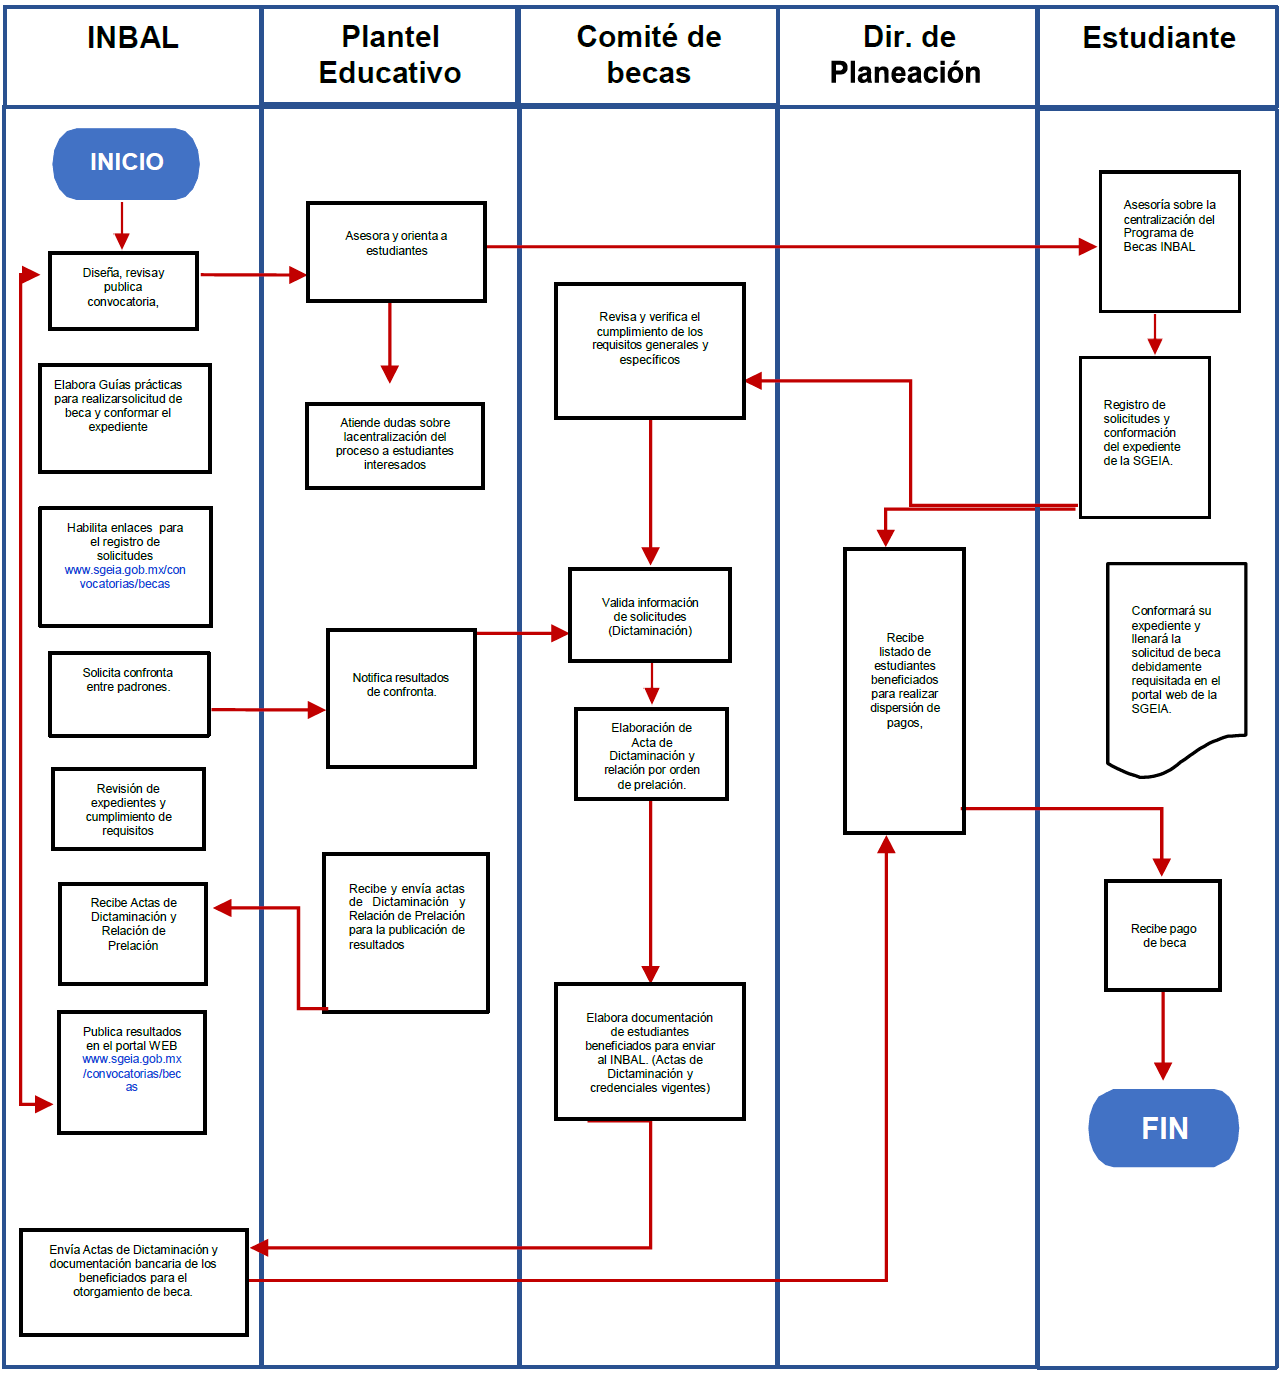 INBAL
Plantel
Educativo
Comité de
becas
Dir. de
Planeación
Estudiante
INICIO
Diseña, revisay
publica
convocatoria,
Elabora Guías prácticas
para realizarsolicitud de
beca y conformar el
expediente
Habilita enlaces para
el registro de
solicitudes
www.sgeia.gob.mx/con
vocatorias/becas
Solicita confronta
entre padrones.
Revisión de
expedientes y
cumplimiento de
requisitos
Recibe Actas de
Dictaminación y
Relación de
Prelación
Publica resultados
en el portal WEB
www.sgeia.gob.mx
/convocatorias/bec
as
Envía Actas de Dictaminación y
documentación bancaria de los
beneficiados para el
otorgamiento de beca.
Asesora y orienta a
estudiantes
Atiende dudas sobre
lacentralización del
proceso a estudiantes
interesados
Notifica resultados
de confronta.
Recibe y envía actas
de Dictaminación y
Relación de Prelación
para la publicación de
resultados
Revisa y verifica el
cumplimiento de los
requisitos generales y
específicos
Valida información
de solicitudes
(Dictaminación)
Elaboración de
Acta de
Dictaminación y
relación por orden
de prelación.
Elabora documentación
de estudiantes
beneficiados para enviar
al INBAL. (Actas de
Dictaminación y
credenciales vigentes)
Recibe
listado de
estudiantes
beneficiados
para realizar
dispersión de
pagos,
Asesoría sobre la
centralización del
Programa de
Becas INBAL
Registro de
solicitudes y
conformación
del expediente
de la SGEIA.
Conformará su
expediente y
llenará la
solicitud de beca
debidamente
requisitada en el
portal web de la
SGEIA.
Recibe pago
de beca
FIN